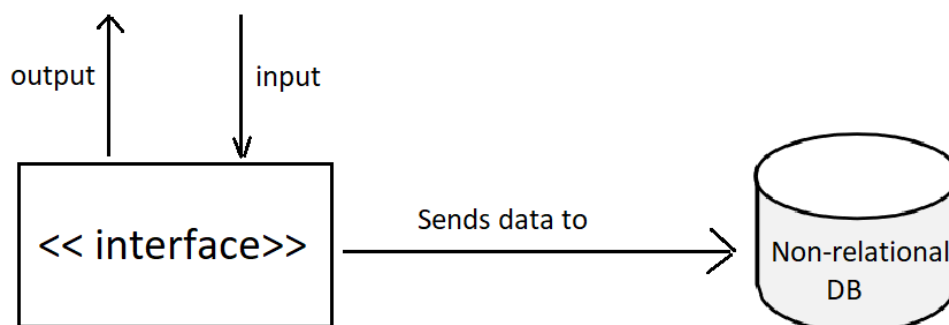 output
input
<< interface>>
Sends data to
Non-relational
DB